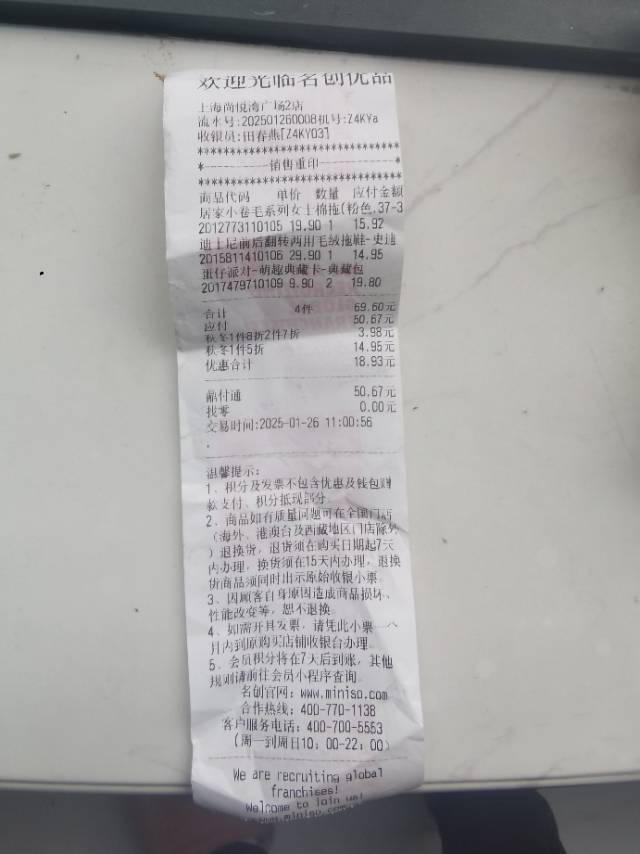 欢迎光临名创优品
上海尚悦湾广场2店
流水号:202501260008机号:Z4KYa
收银员:田春燕[Z4KY03]
****************************************
*----------销售重印----------*
****************************************
商品代码 单价 数量 应付金额
居家小卷毛系列女士棉拖(粉色,37-3
2012773110105 19.90 1 15.92
迪士尼前后翻转两用毛绒拖鞋-史迪
2015811410106 29.90 1 14.95
蛋仔派对-萌趣典藏卡-典藏包
2017479710109 9.90 2 19.80
合计 4件 69.60元
应付 50.67元
秋冬1件8折2件7折 3.98元
秋冬1件5折 14.95元
优惠合计 18.93元
付通 50.67元
找零 0.00元
交易时间:2025-01-26 11:00:56
.
温馨提示:
1、积分及发票不包含优惠及钱包赠
款支付、积分抵现部分
2、商品如有质量问题可在全国门店
(海外、港澳台及西藏地区门店除外
)退换货，退货须在购买日期起7天
内办理，换货须在15天内办理，退换
货商品须同时出示原始收银小票。
3、因顾客自身原因造成商品损坏、
性能改变等，恕不退换。
4、如需开具发票，请凭此小票一个
月内到原购买店铺收银台办理。
5、会员积分将在7天后到账，其他
规则请前往会员小程序查询。
名创官网: www.miniso.com
合作热线: 400-770-1138
客户服务电话: 400-700-5553
(周一到周日10: 00-22: 00)
We are recruiting global
franchises!
Welcome to join us!
www.miniso.com